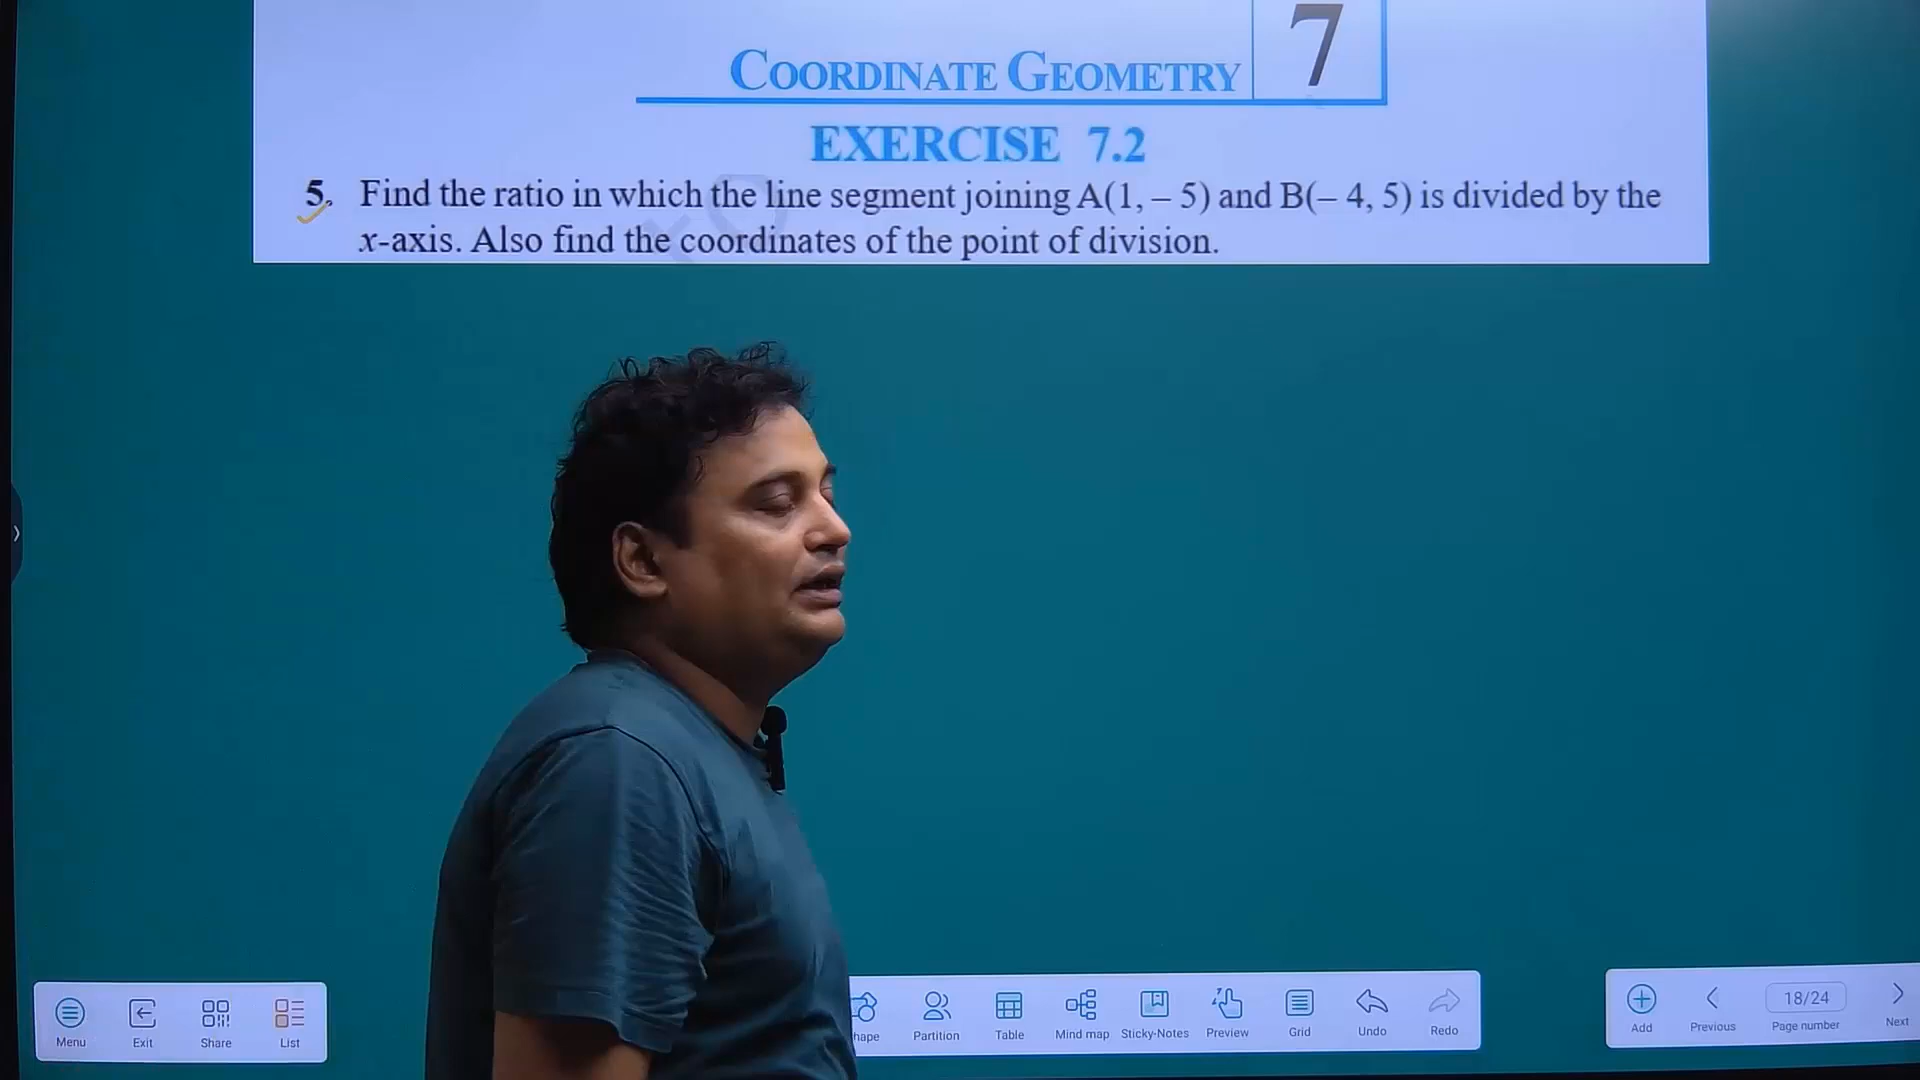 7
COORDINATE GEOMETRY
EXERCISE 7.2
5. Find the ratio in which the line segment joining A(1, – 5) and B(– 4, 5) is divided by the
x-axis. Also find the coordinates of the point of division.
Menu Exit Share List hape Partition Table Mind map Sticky-Notes Preview Grid Undo Redo Add Previous 18/24 Page number Next